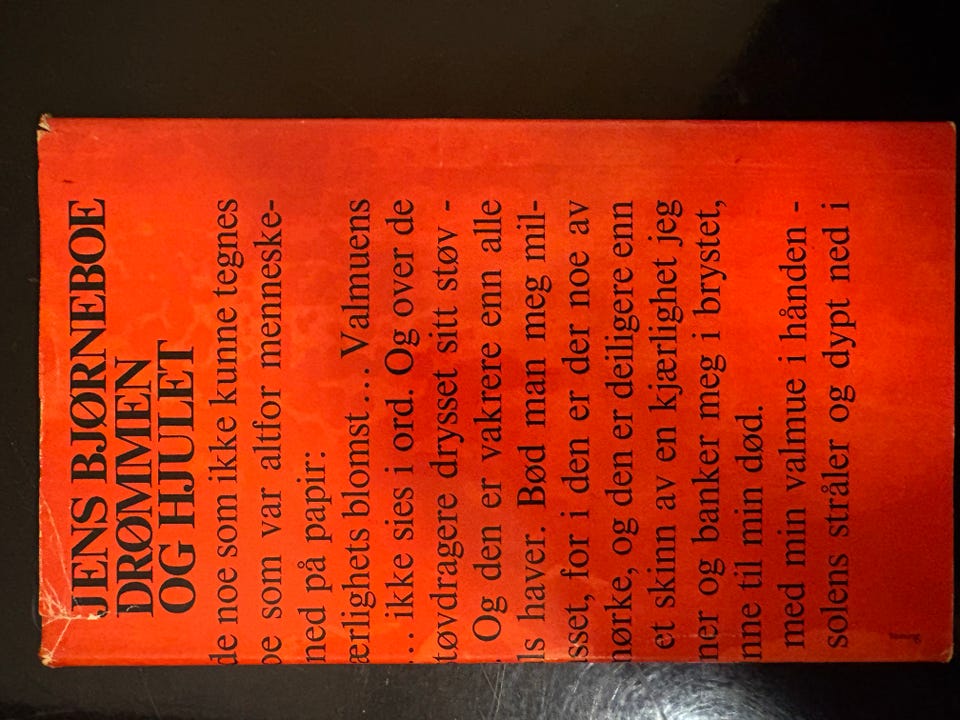 JENS BJØRNEBOE
DRØMMEN
OG HJULET
de noe som ikke kunne tegnes
oe som var altfor menneske-
ned på papir:
ærlighets blomst... Valmuens
... ikke sies i ord. Og over de
tøvdragere drysset sitt støv -
. Og den er vakrere enn alle
ls haver. Bød man meg mil-
sset, for i den er der noe av
nørke, og den er deiligere enn
et skinn av en kjærlighet jeg
ner og banker meg i brystet,
nne til min død.
med min valmue i hånden -
solens stråler og dypt ned i